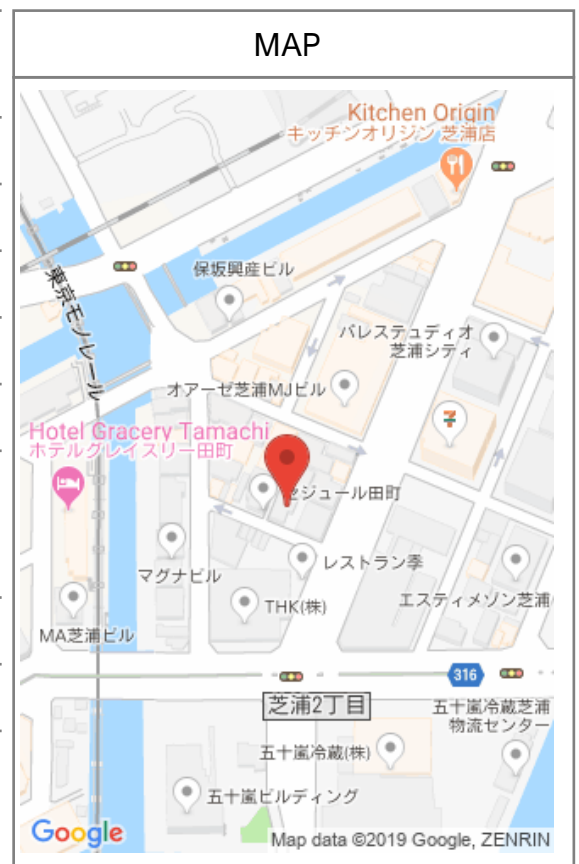 MAP
Kitchen Origin
キッチンオリジン 芝浦店
東京モノレール
保坂興産ビル
パレステュディオ
芝浦シティ
オアーゼ芝浦MJビル
Hotel Gracery Tamachi
ホテルグレイスリー田町
セジュール田町
レストラン季
マグナビル
THK(株)
エスティメゾン芝浦
MA芝浦ビル
316
芝浦2丁目
五十嵐冷蔵芝浦
物流センター
五十嵐冷蔵(株)
五十嵐ビルディング
Google
Map data ©2019 Google, ZENRIN